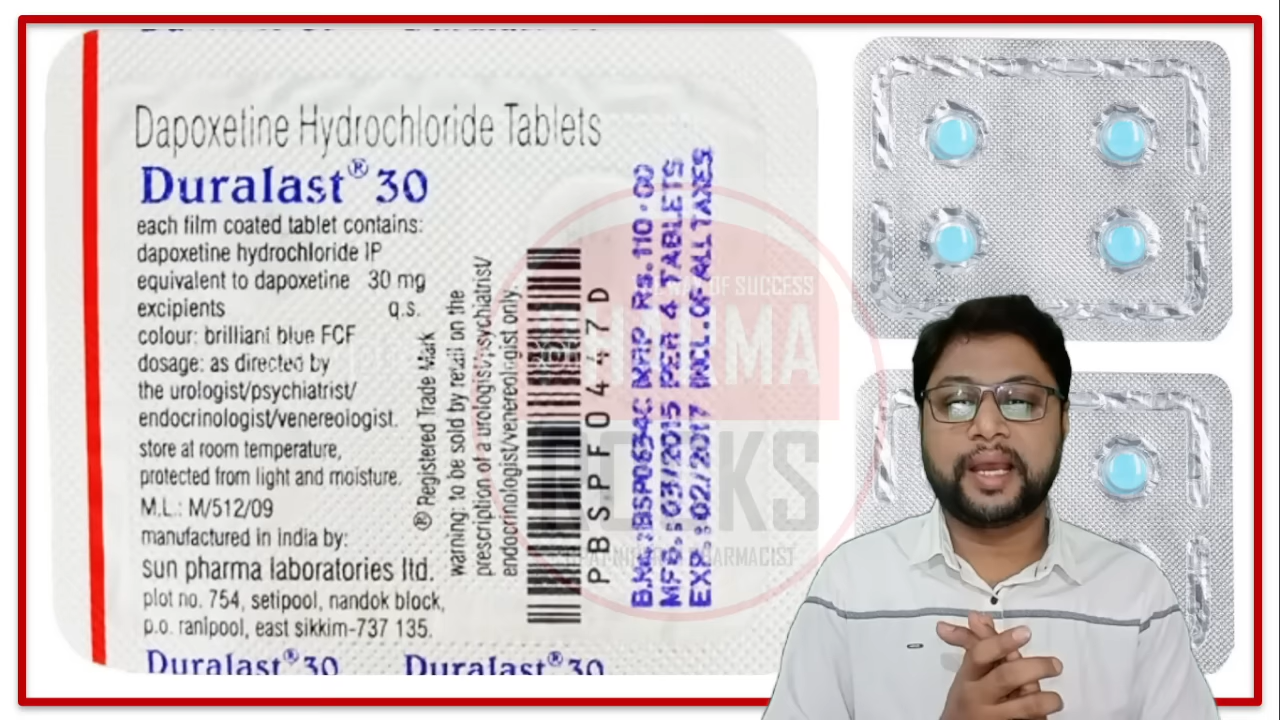 Dapoxetine Hydrochloride Tablets
Duralast® 30
each film coated tablet contains:
dapoxetine hydrochloride IP
equivalent to dapoxetine 30 mg
excipients q.s.
colour: brilliant blue FCF
dosage: as directed by
the urologist/psychiatrist/
endocrinologist/venereologist.
store at room temperature,
protected from light and moisture.
M.L.: M/512/09
manufactured in India by:
sun pharma laboratories ltd.
plot no. 754, setipool, nandok block,
p.o. ranipool, east sikkim-737 135.
Duralast® 30 Duralast® 30
® Registered Trade Mark
warning: to be sold by retail on the
prescription of a urologist/psychiatrist/
endocrinologist/venereologist only.
PBSPF0447D
B.No.:BSP0634C MRP Rs.110.00
MFD.:03/2015 PER 4 TABLETS
EXP.:02/2017 INCL.OF ALL TAXES
OF SUCCESS
PHARMA